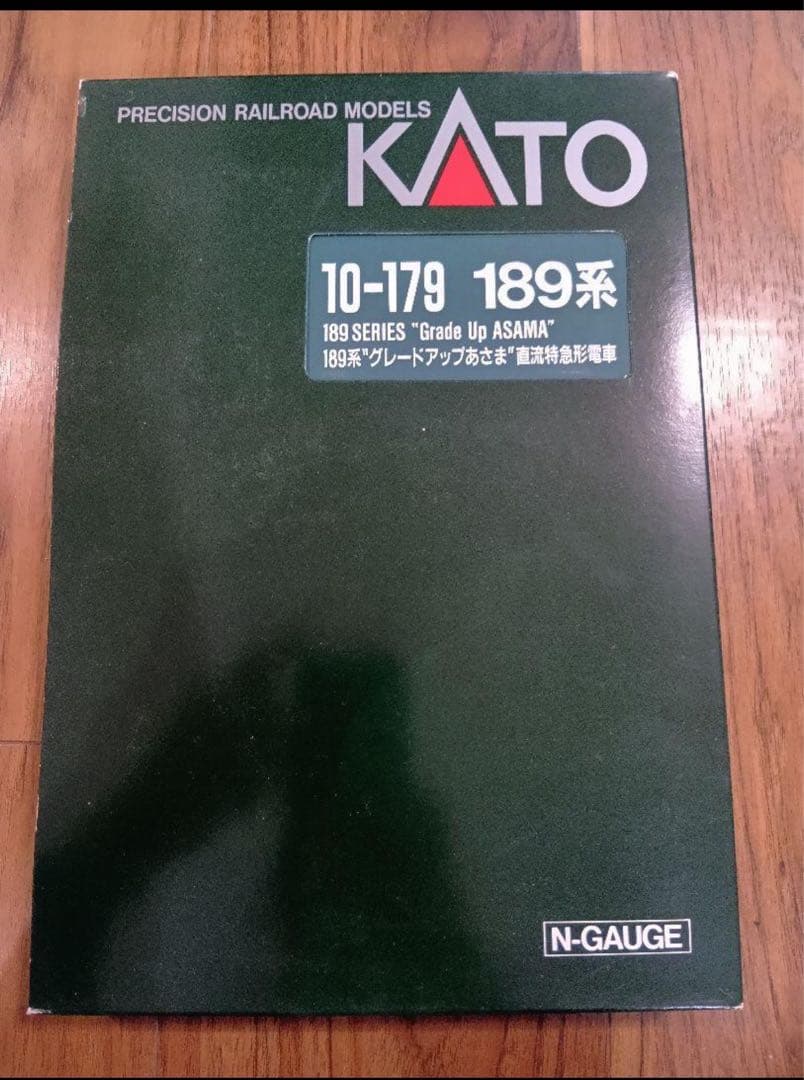 PRECISION RAILROAD MODELS
KATO
10-179 189系
189 SERIES "Grade Up ASAMA"
189系"グレードアップあさま"直流特急形電車
N-GAUGE